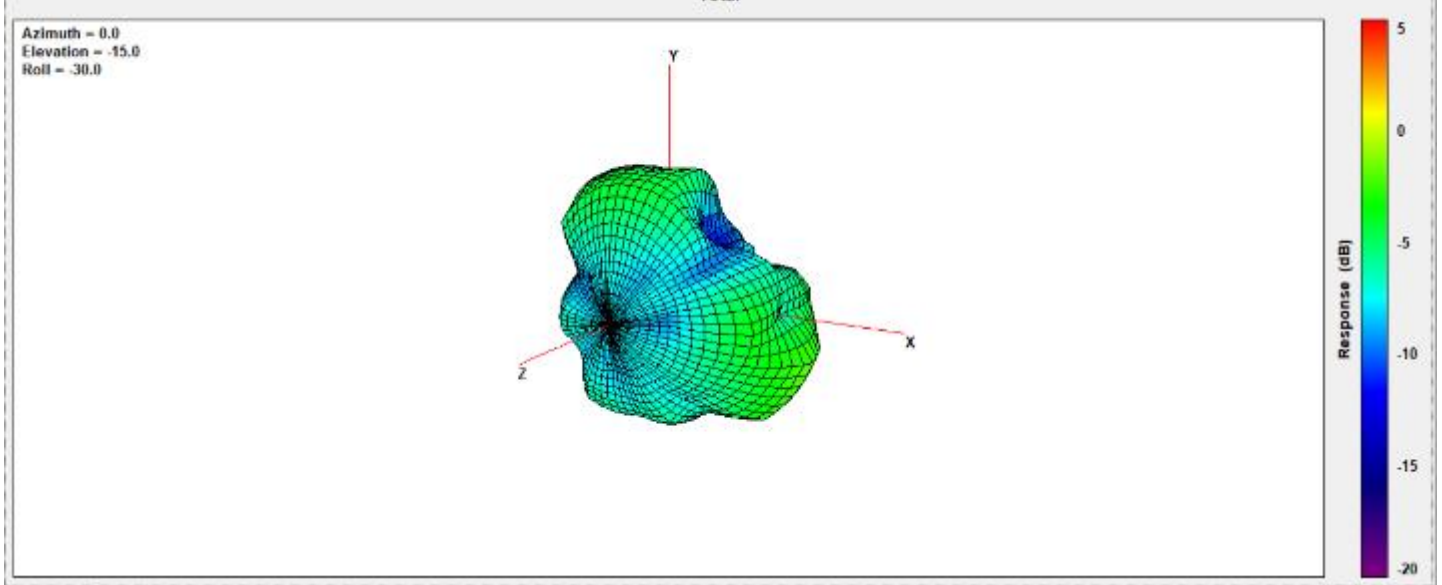 Azimuth = 0.0
Elevation = -15.0
Roll = -30.0
Y
X
Z
5
0
-5
-10
-15
-20
Response (dB)